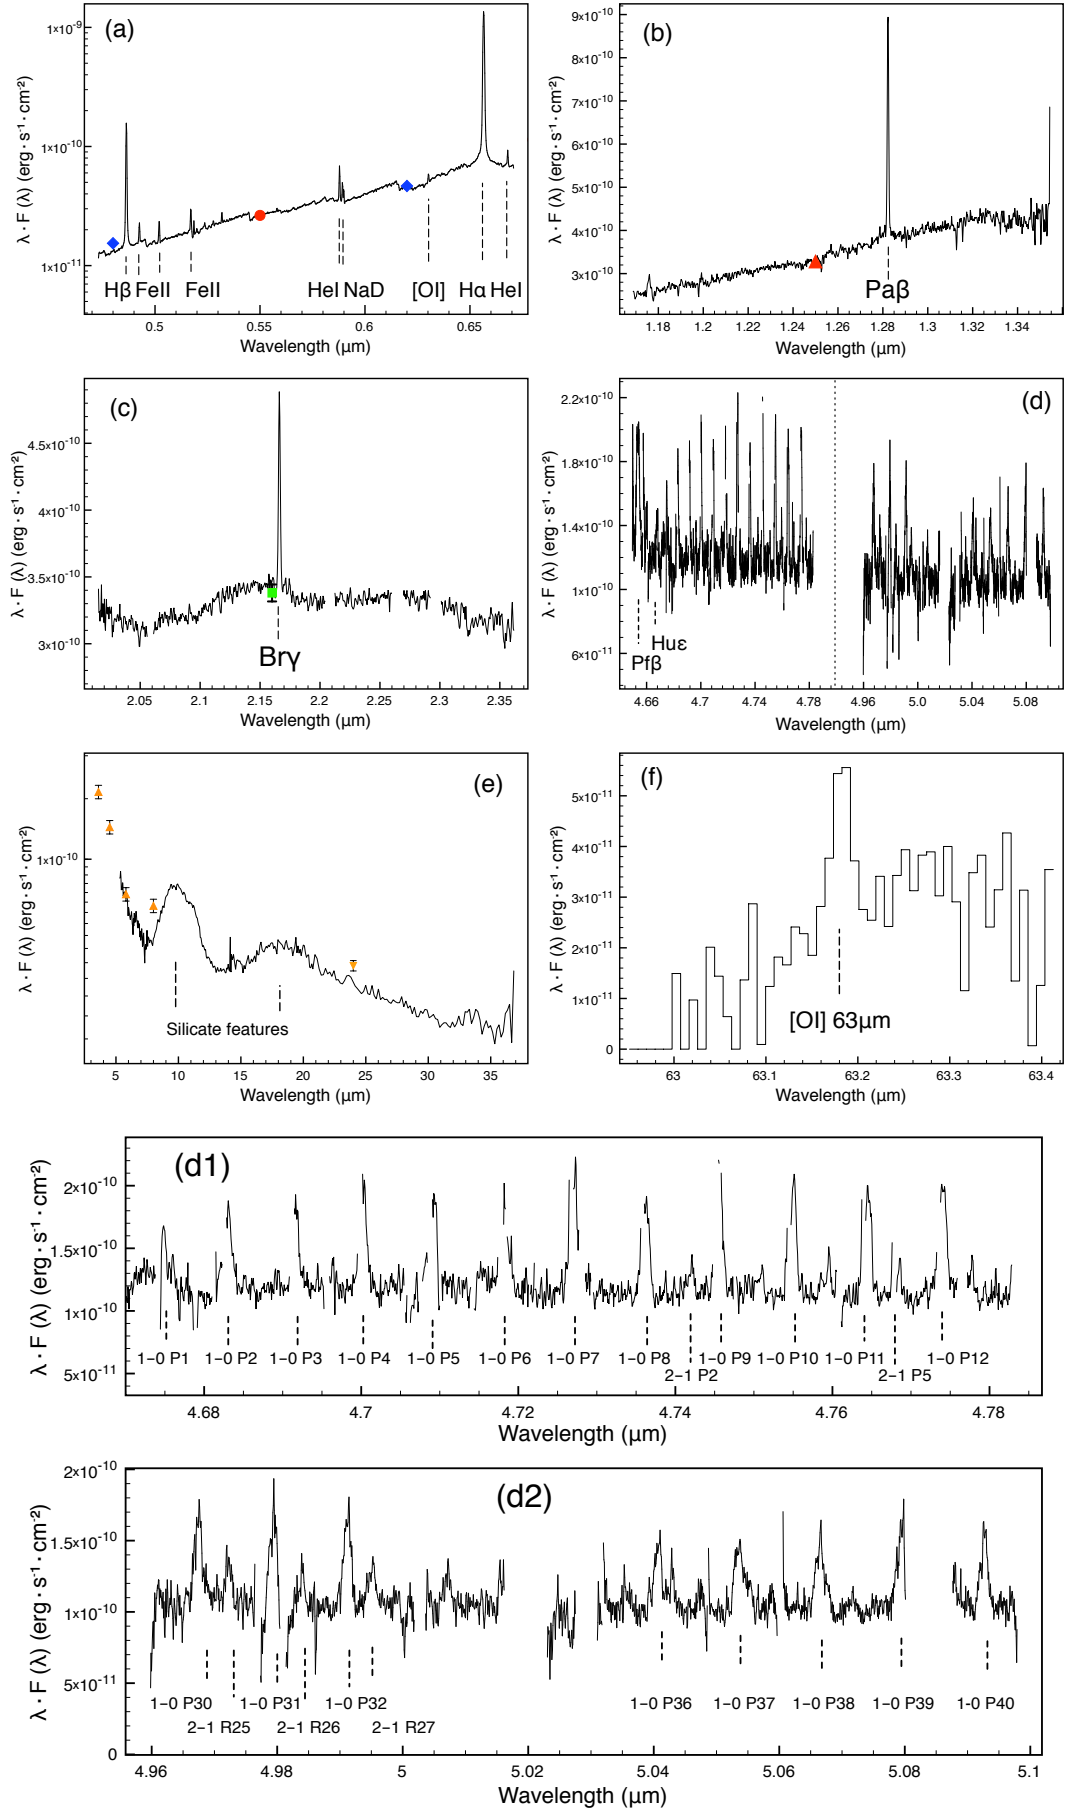 (a)
1×10⁻⁹
1×10⁻¹⁰
1×10⁻¹¹
λ · F (λ) (erg · s⁻¹ · cm⁻²)
Hβ FeII FeII HeI NaD [OI] Hα HeI
0.5 0.55 0.6 0.65
Wavelength (μm)
(b)
9×10⁻¹⁰
8×10⁻¹⁰
7×10⁻¹⁰
6×10⁻¹⁰
5×10⁻¹⁰
4×10⁻¹⁰
3×10⁻¹⁰
λ · F (λ) (erg · s⁻¹ · cm⁻²)
Paβ
1.18 1.2 1.22 1.24 1.26 1.28 1.3 1.32 1.34
Wavelength (μm)
(c)
4.5×10⁻¹⁰
4×10⁻¹⁰
3.5×10⁻¹⁰
3×10⁻¹⁰
λ · F (λ) (erg · s⁻¹ · cm⁻²)
Brγ
2.05 2.1 2.15 2.2 2.25 2.3 2.35
Wavelength (μm)
(d)
2.2×10⁻¹⁰
1.8×10⁻¹⁰
1.4×10⁻¹⁰
1×10⁻¹⁰
6×10⁻¹¹
λ · F (λ) (erg · s⁻¹ · cm⁻²)
Huε
Pfβ
4.66 4.7 4.74 4.78 4.96 5.0 5.04 5.08
Wavelength (μm)
(e)
1×10⁻¹⁰
λ · F (λ) (erg · s⁻¹ · cm⁻²)
Silicate features
5 10 15 20 25 30 35
Wavelength (μm)
(f)
5×10⁻¹¹
4×10⁻¹¹
3×10⁻¹¹
2×10⁻¹¹
1×10⁻¹¹
0
λ · F (λ) (erg · s⁻¹ · cm⁻²)
[OI] 63μm
63 63.1 63.2 63.3 63.4
Wavelength (μm)
(d1)
2×10⁻¹⁰
1.5×10⁻¹⁰
1×10⁻¹⁰
5×10⁻¹¹
λ · F (λ) (erg · s⁻¹ · cm⁻²)
1−0 P1 1−0 P2 1−0 P3 1−0 P4 1−0 P5 1−0 P6 1−0 P7 1−0 P8 1−0 P9 1−0 P10 1−0 P11 1−0 P12
2−1 P2 2−1 P5
4.68 4.7 4.72 4.74 4.76 4.78
Wavelength (μm)
(d2)
2×10⁻¹⁰
1.5×10⁻¹⁰
1×10⁻¹⁰
5×10⁻¹¹
0
λ · F (λ) (erg · s⁻¹ · cm⁻²)
1−0 P30 1−0 P31 1−0 P32 1−0 P36 1−0 P37 1−0 P38 1−0 P39 1-0 P40
2−1 R25 2−1 R26 2−1 R27
4.96 4.98 5 5.02 5.04 5.06 5.08 5.1
Wavelength (μm)